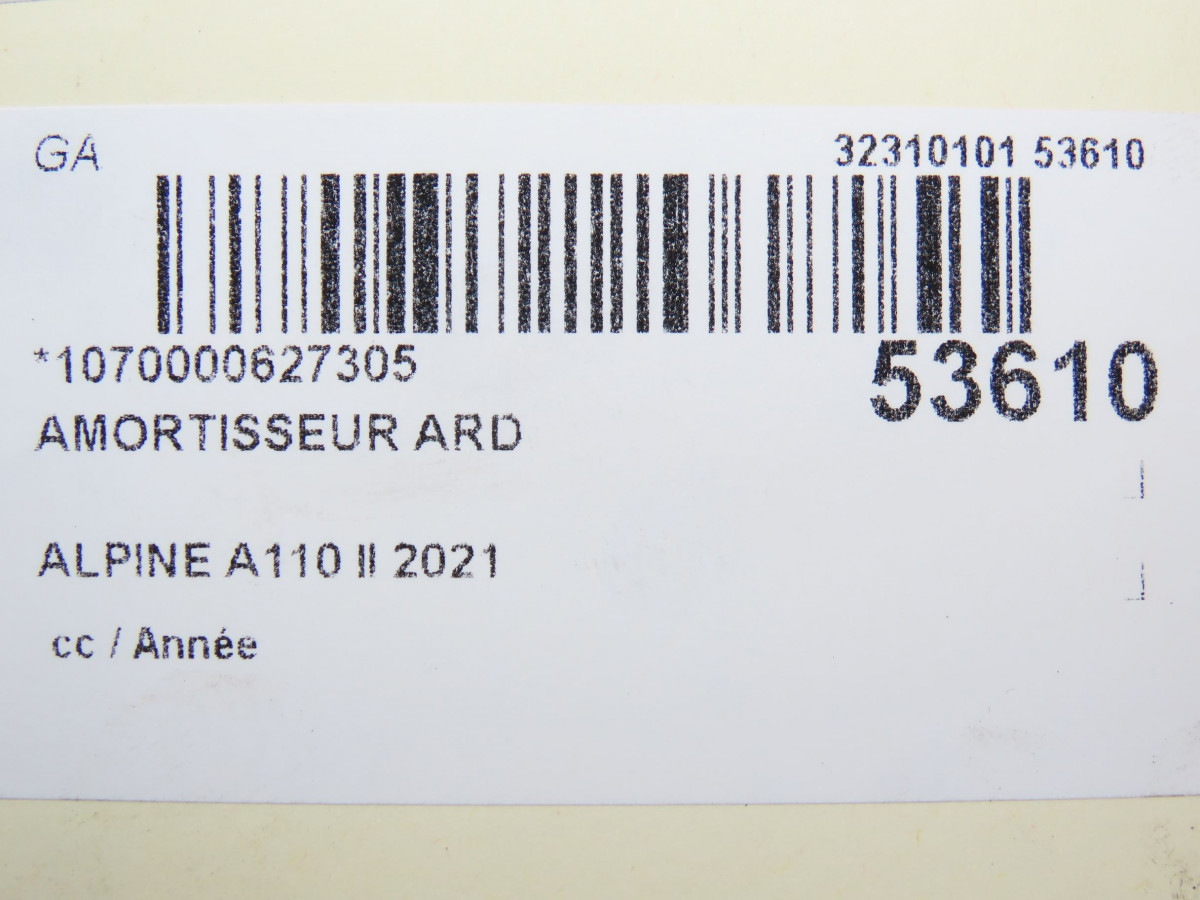 GA
32310101 53610
*1070000627305
53610
AMORTISSEUR ARD
ALPINE A110 II 2021
cc / Année